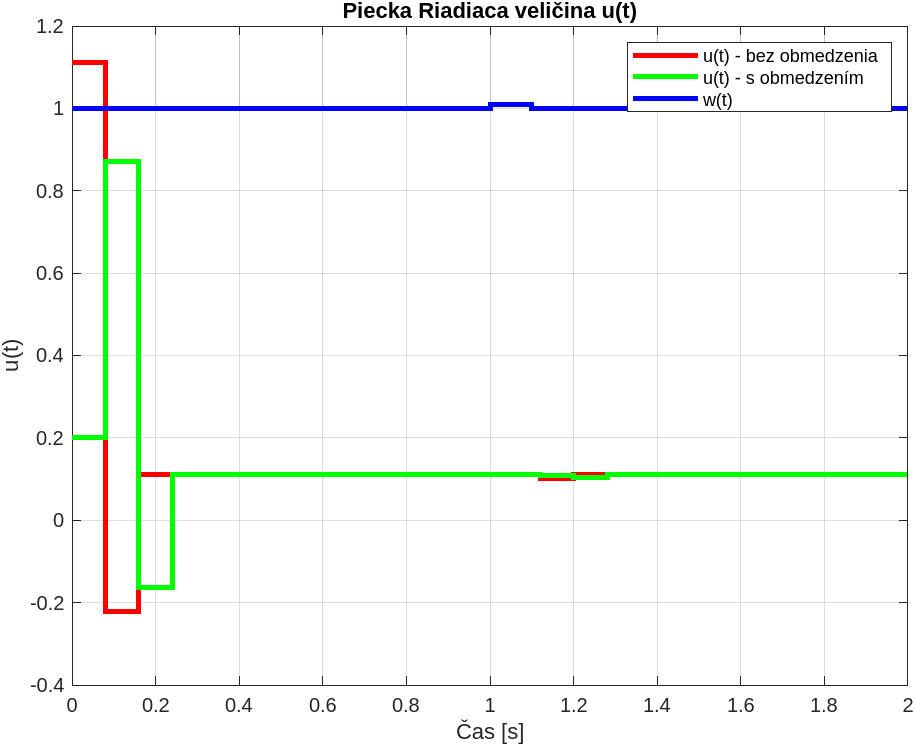 Piecka Riadiaca veličina u(t)
u(t) - bez obmedzenia
u(t) - s obmedzením
w(t)
1.2
1
0.8
0.6
0.4
0.2
0
-0.2
-0.4
u(t)
0 0.2 0.4 0.6 0.8 1 1.2 1.4 1.6 1.8 2
Čas [s]